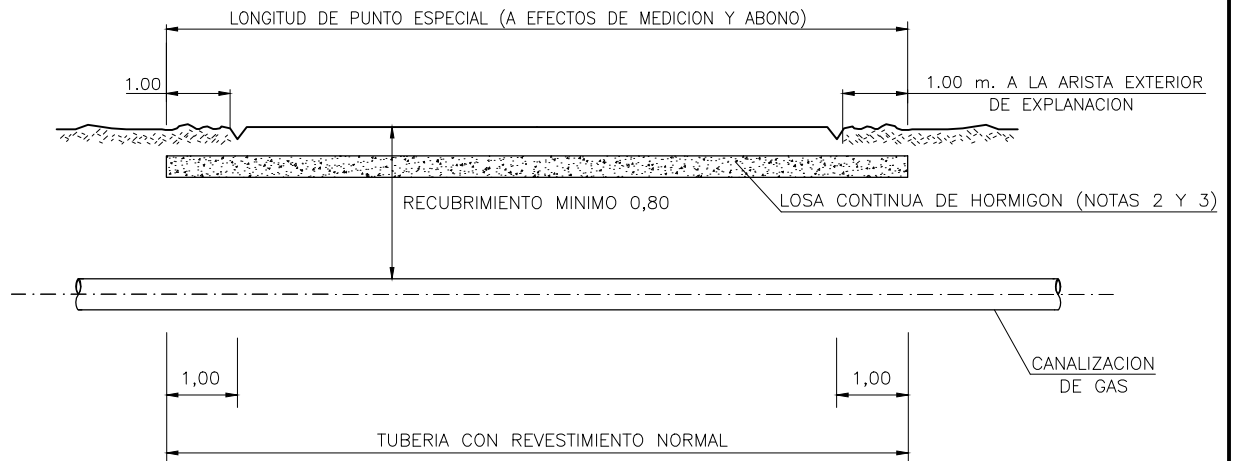 LONGITUD DE PUNTO ESPECIAL (A EFECTOS DE MEDICION Y ABONO)
1.00
1.00 m. A LA ARISTA EXTERIOR
DE EXPLANACION
RECUBRIMIENTO MINIMO 0,80
LOSA CONTINUA DE HORMIGON (NOTAS 2 Y 3)
CANALIZACION
DE GAS
1,00
1,00
TUBERIA CON REVESTIMIENTO NORMAL